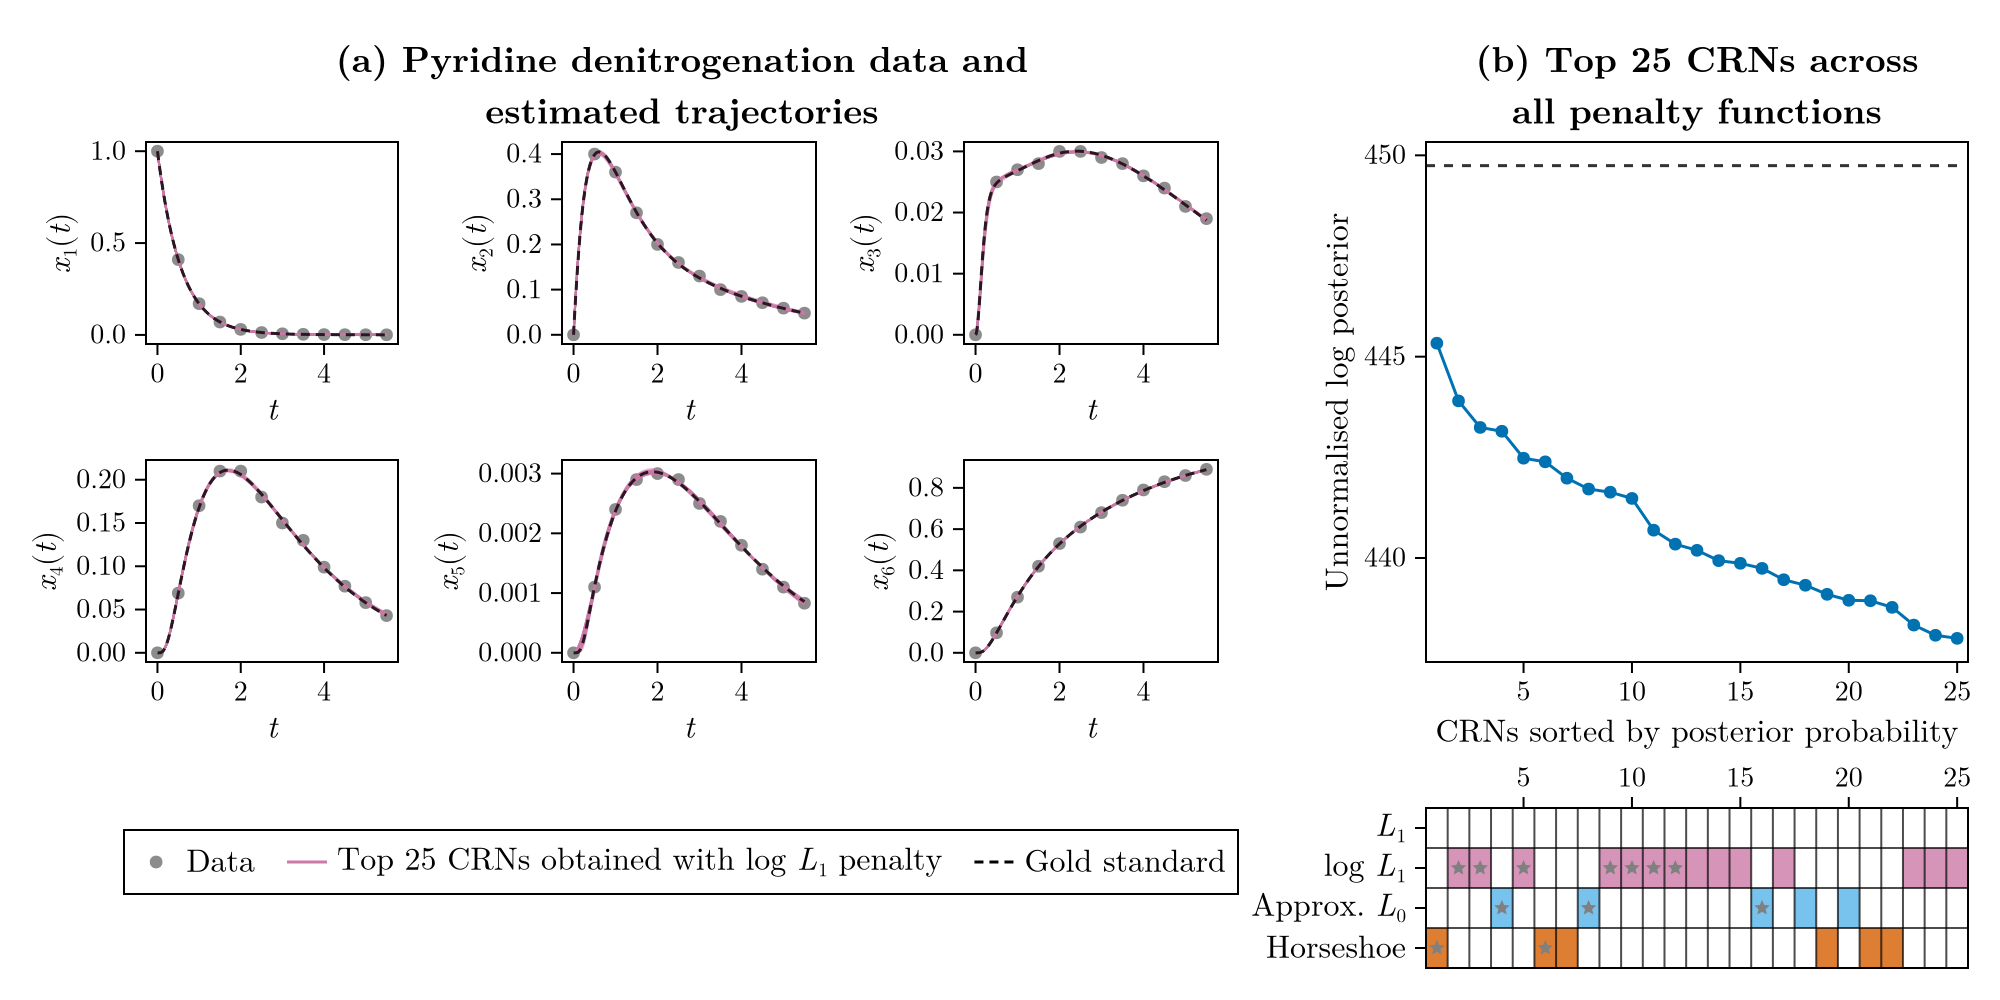 (a) Pyridine denitrogenation data and
estimated trajectories
x₁(t)
1.0
0.5
0.0
0 2 4
t
x₂(t)
0.4
0.3
0.2
0.1
0.0
0 2 4
t
x₃(t)
0.03
0.02
0.01
0.00
0 2 4
t
x₄(t)
0.20
0.15
0.10
0.05
0.00
0 2 4
t
x₅(t)
0.003
0.002
0.001
0.000
0 2 4
t
x₆(t)
0.8
0.6
0.4
0.2
0.0
0 2 4
t
Data Top 25 CRNs obtained with log L₁ penalty Gold standard
(b) Top 25 CRNs across
all penalty functions
Unnormalised log posterior
450
445
440
5 10 15 20 25
CRNs sorted by posterior probability
5 10 15 20 25
L₁
log L₁
Approx. L₀
Horseshoe